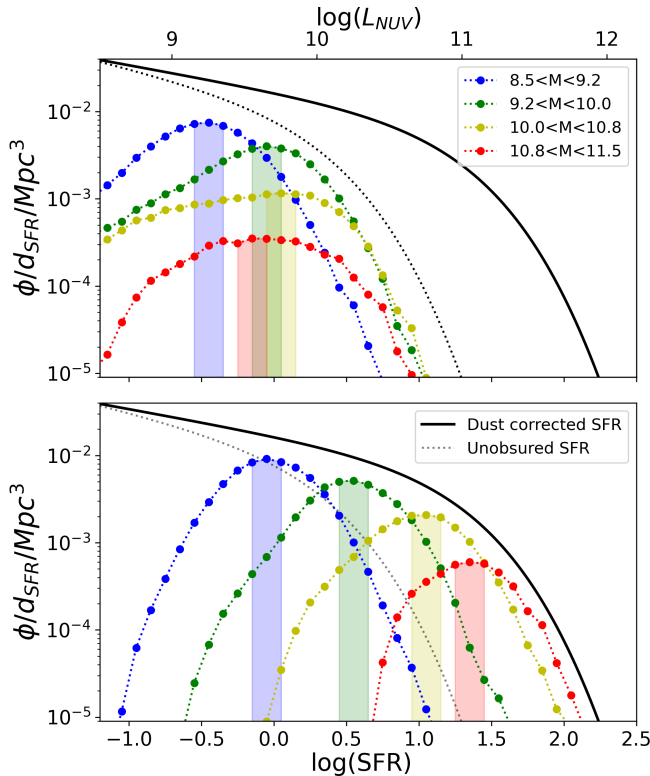 log(L_NUV)
9 10 11 12
ϕ/d_SFR/Mpc^3
10^−2
10^−3
10^−4
10^−5
8.5<M<9.2
9.2<M<10.0
10.0<M<10.8
10.8<M<11.5
ϕ/d_SFR/Mpc^3
10^−2
10^−3
10^−4
10^−5
Dust corrected SFR
Unobsured SFR
−1.0 −0.5 0.0 0.5 1.0 1.5 2.0 2.5
log(SFR)